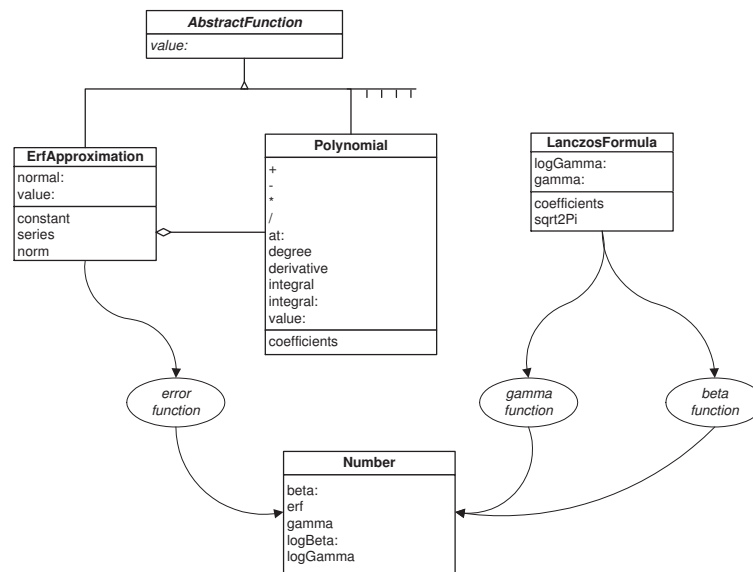 AbstractFunction
value:
ErfApproximation
normal:
value:
constant
series
norm
Polynomial
+
-
*
/
at:
degree
derivative
integral
integral:
value:
coefficients
LanczosFormula
logGamma:
gamma:
coefficients
sqrt2Pi
error
function
gamma
function
beta
function
Number
beta:
erf
gamma
logBeta:
logGamma